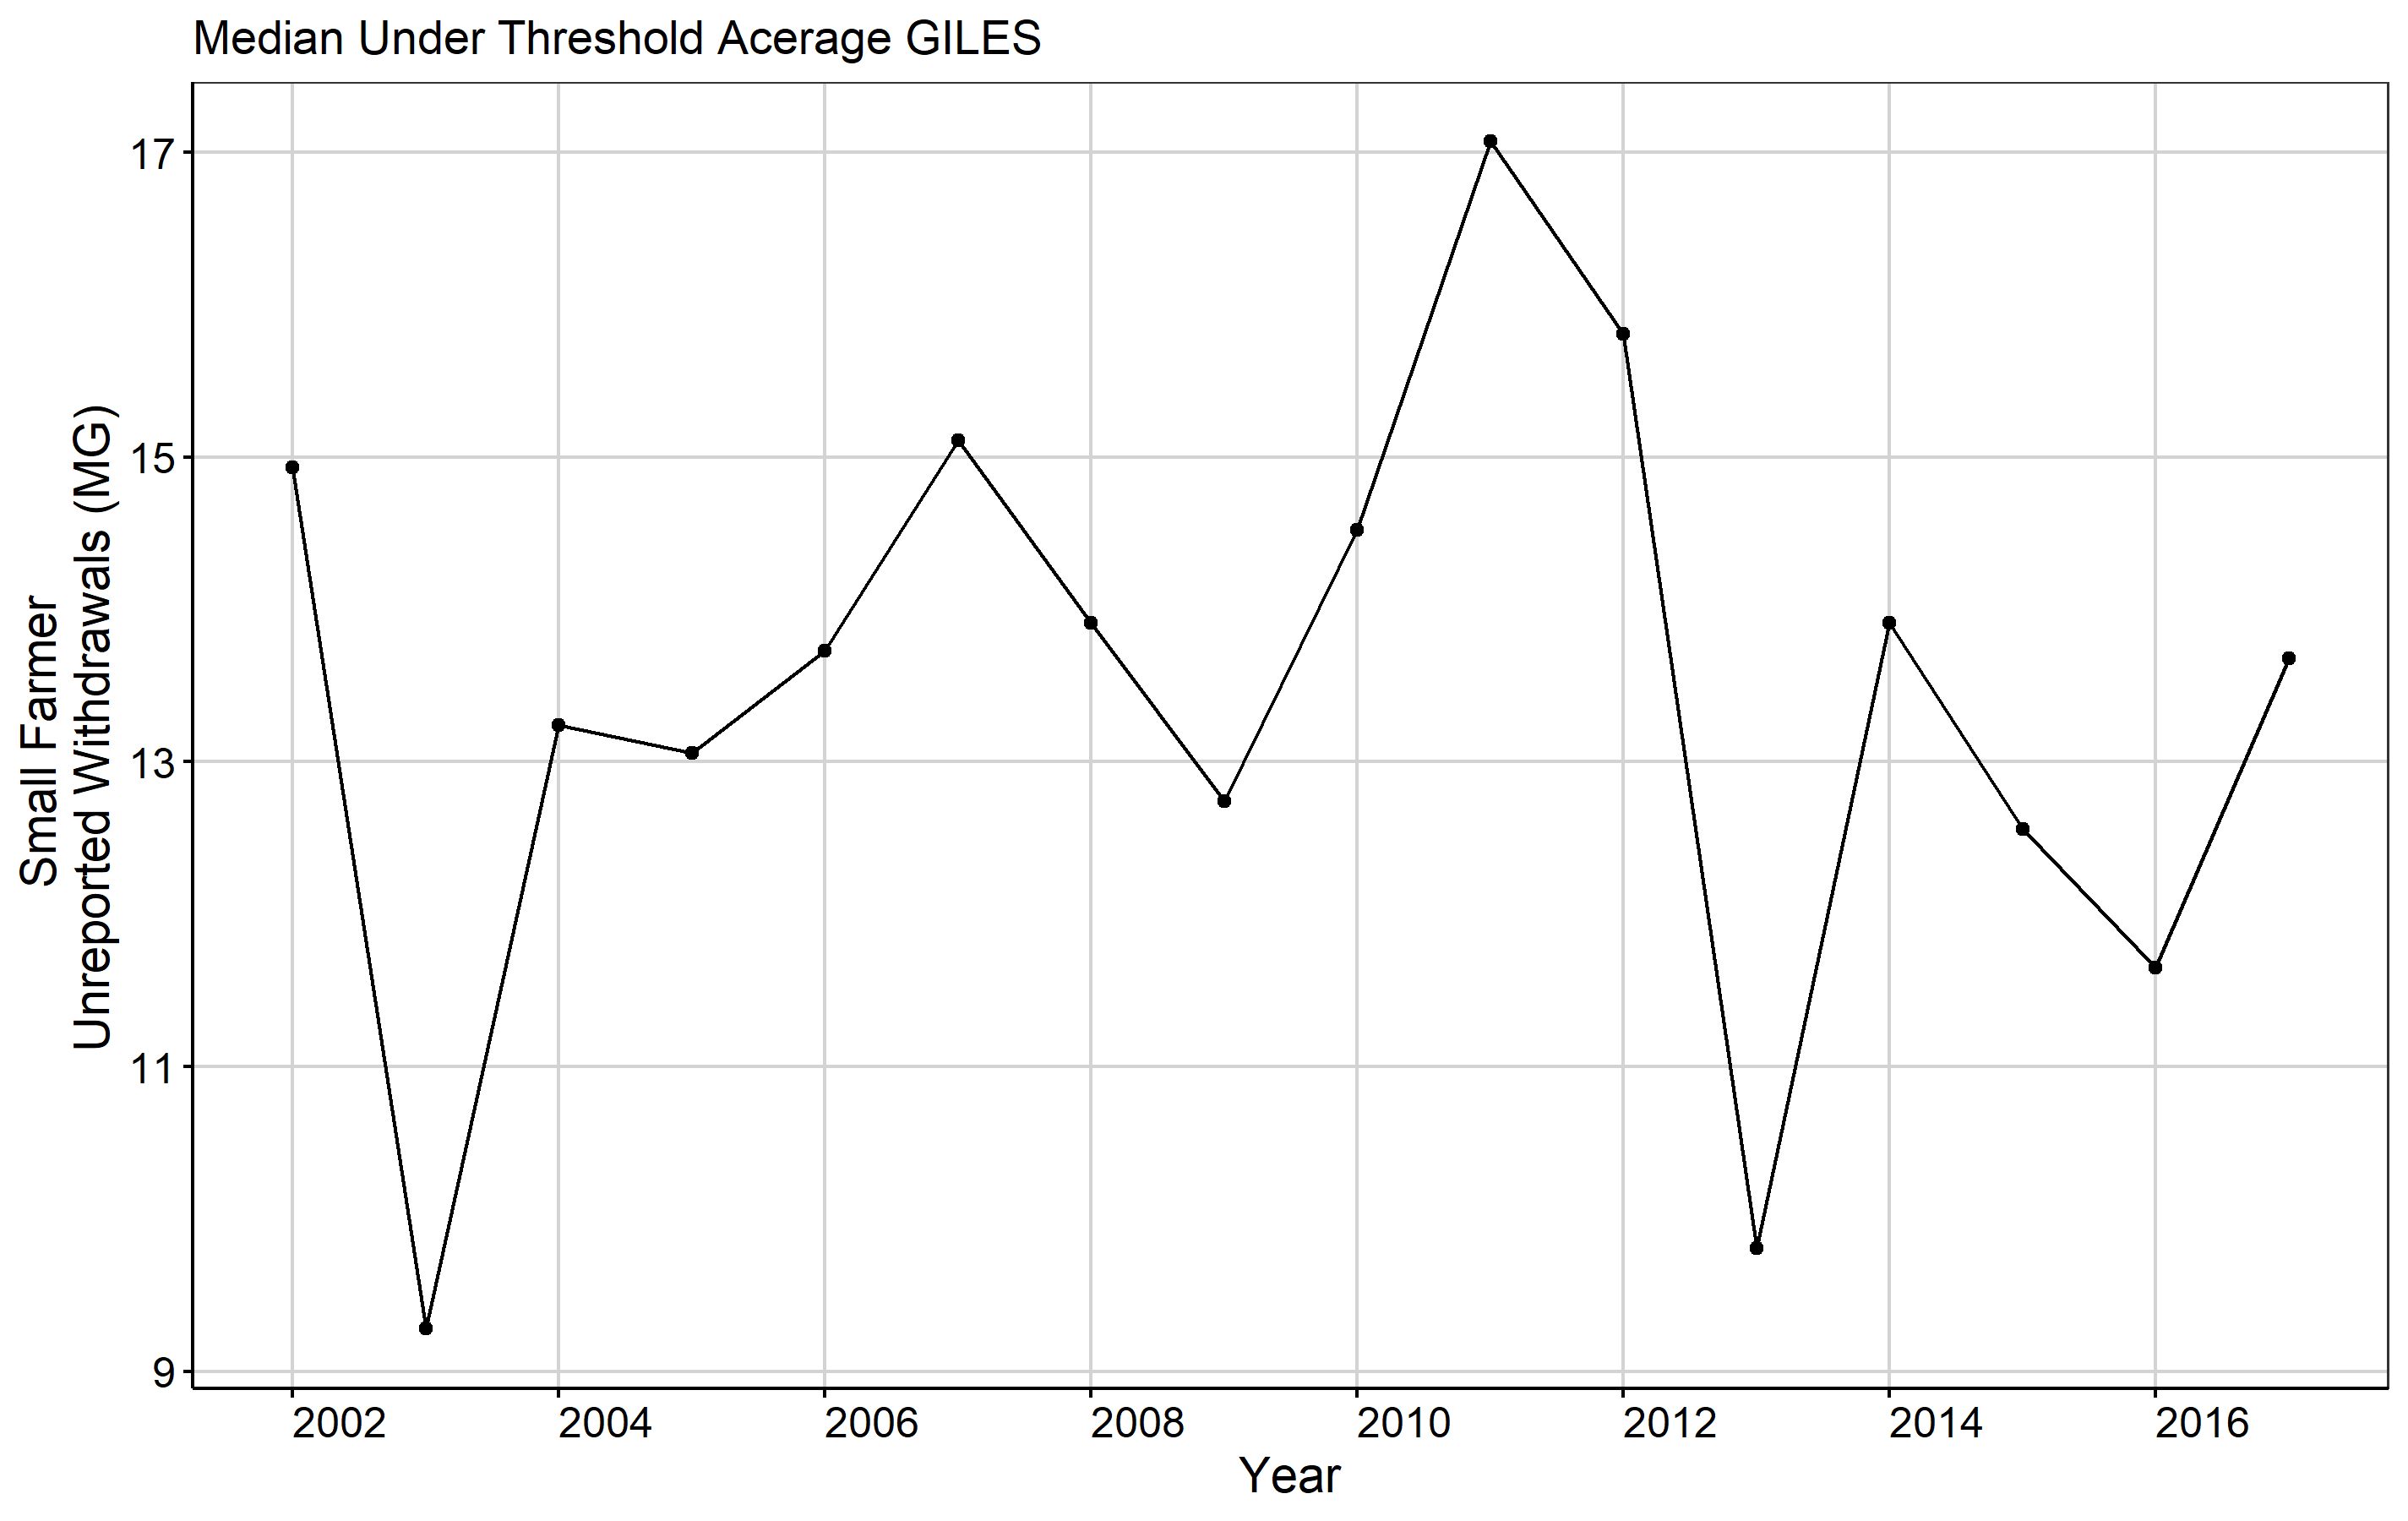 Median Under Threshold Acerage GILES
Small Farmer
Unreported Withdrawals (MG)
17
15
13
11
9
2002 2004 2006 2008 2010 2012 2014 2016
Year